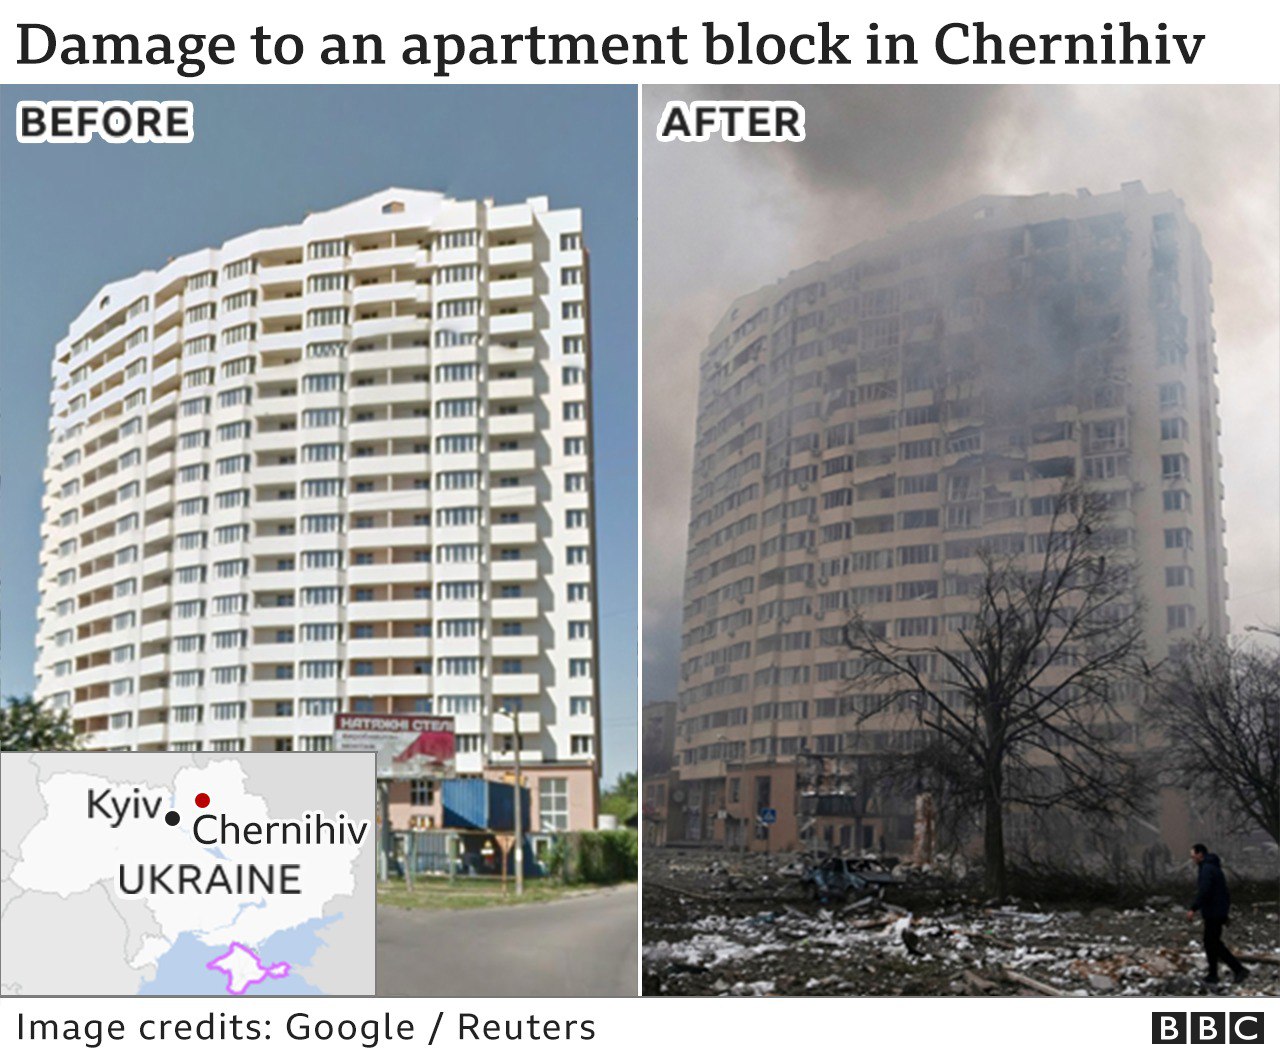 Damage to an apartment block in Chernihiv
BEFORE
AFTER
НАТЯЖНІ СТЕЛІ
Kyiv
Chernihiv
UKRAINE
Image credits: Google / Reuters
BBC